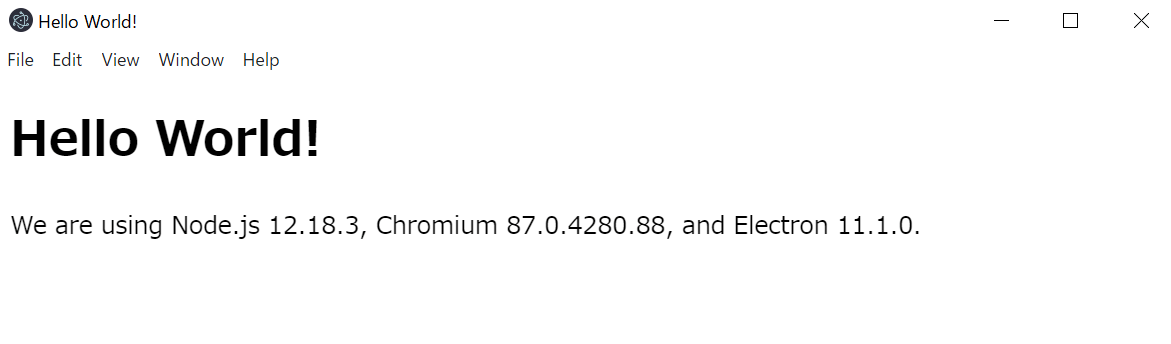 Hello World!
File Edit View Window Help
Hello World!
We are using Node.js 12.18.3, Chromium 87.0.4280.88, and Electron 11.1.0.